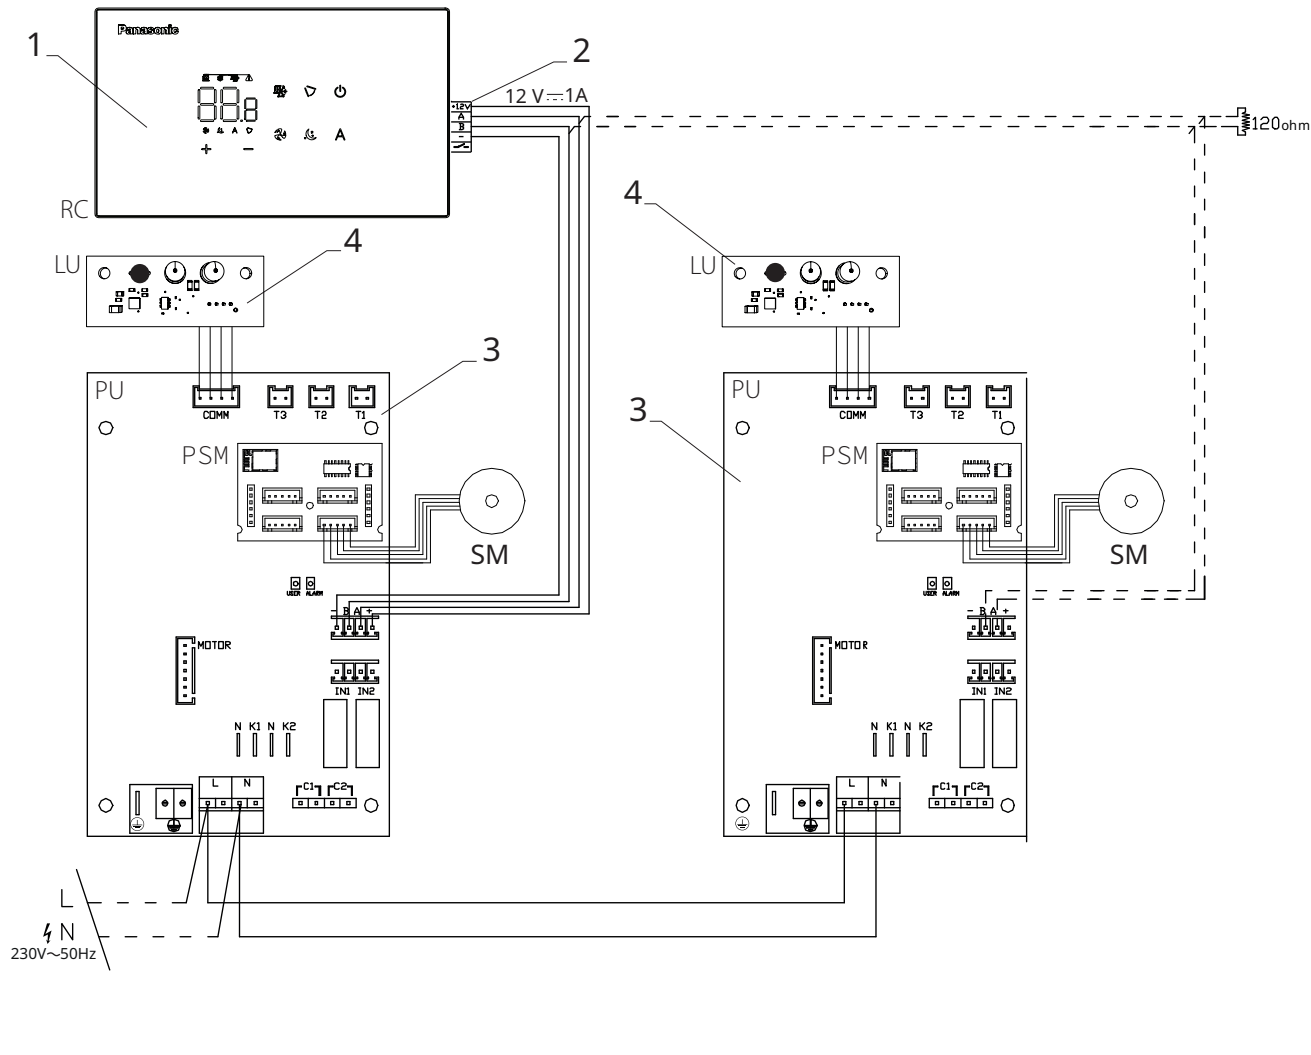 Panasonic
1
2
12 V 1A
+12V
A
B
-
A
120ohm
RC
4
4
LU
LU
3
PU
PU
COMM
T3
T2
T1
COMM
T3
T2
T1
3
PSM
PSM
SM
SM
USER
ALARM
USER
ALARM
- B A +
- B A +
MOTOR
MOTOR
IN1
IN2
IN1
IN2
N K1 N K2
N K1 N K2
L
N
C1
C2
L
N
C1
C2
L
N
230V~50Hz